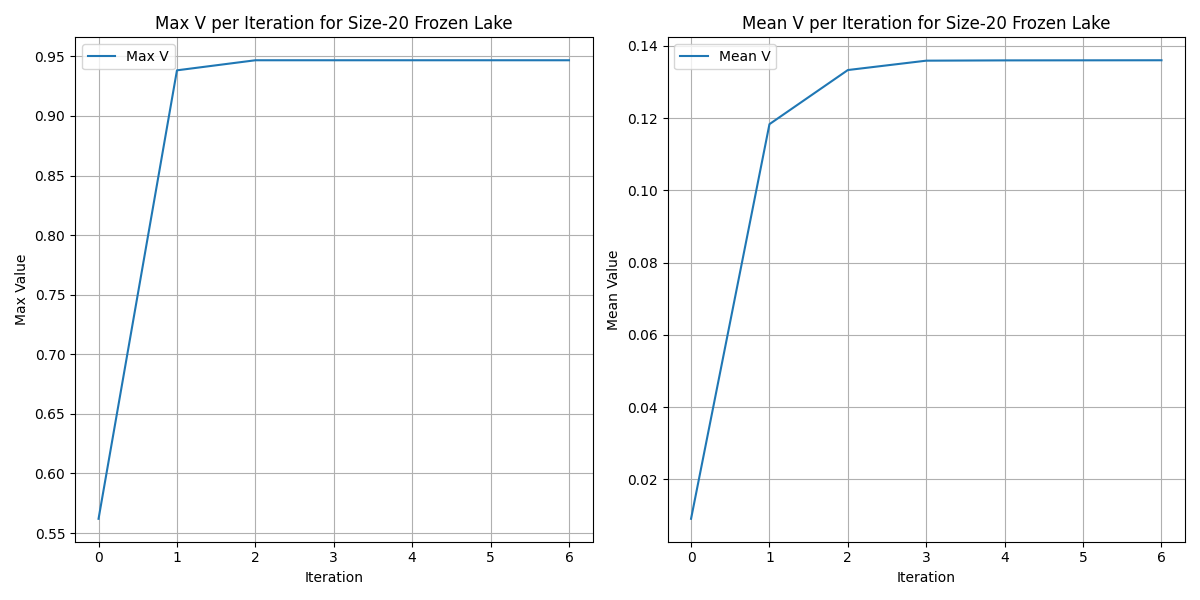 Max V per Iteration for Size-20 Frozen Lake
Max V
Max Value
0.95
0.90
0.85
0.80
0.75
0.70
0.65
0.60
0.55
0 1 2 3 4 5 6
Iteration
Mean V per Iteration for Size-20 Frozen Lake
Mean V
Mean Value
0.14
0.12
0.10
0.08
0.06
0.04
0.02
0 1 2 3 4 5 6
Iteration